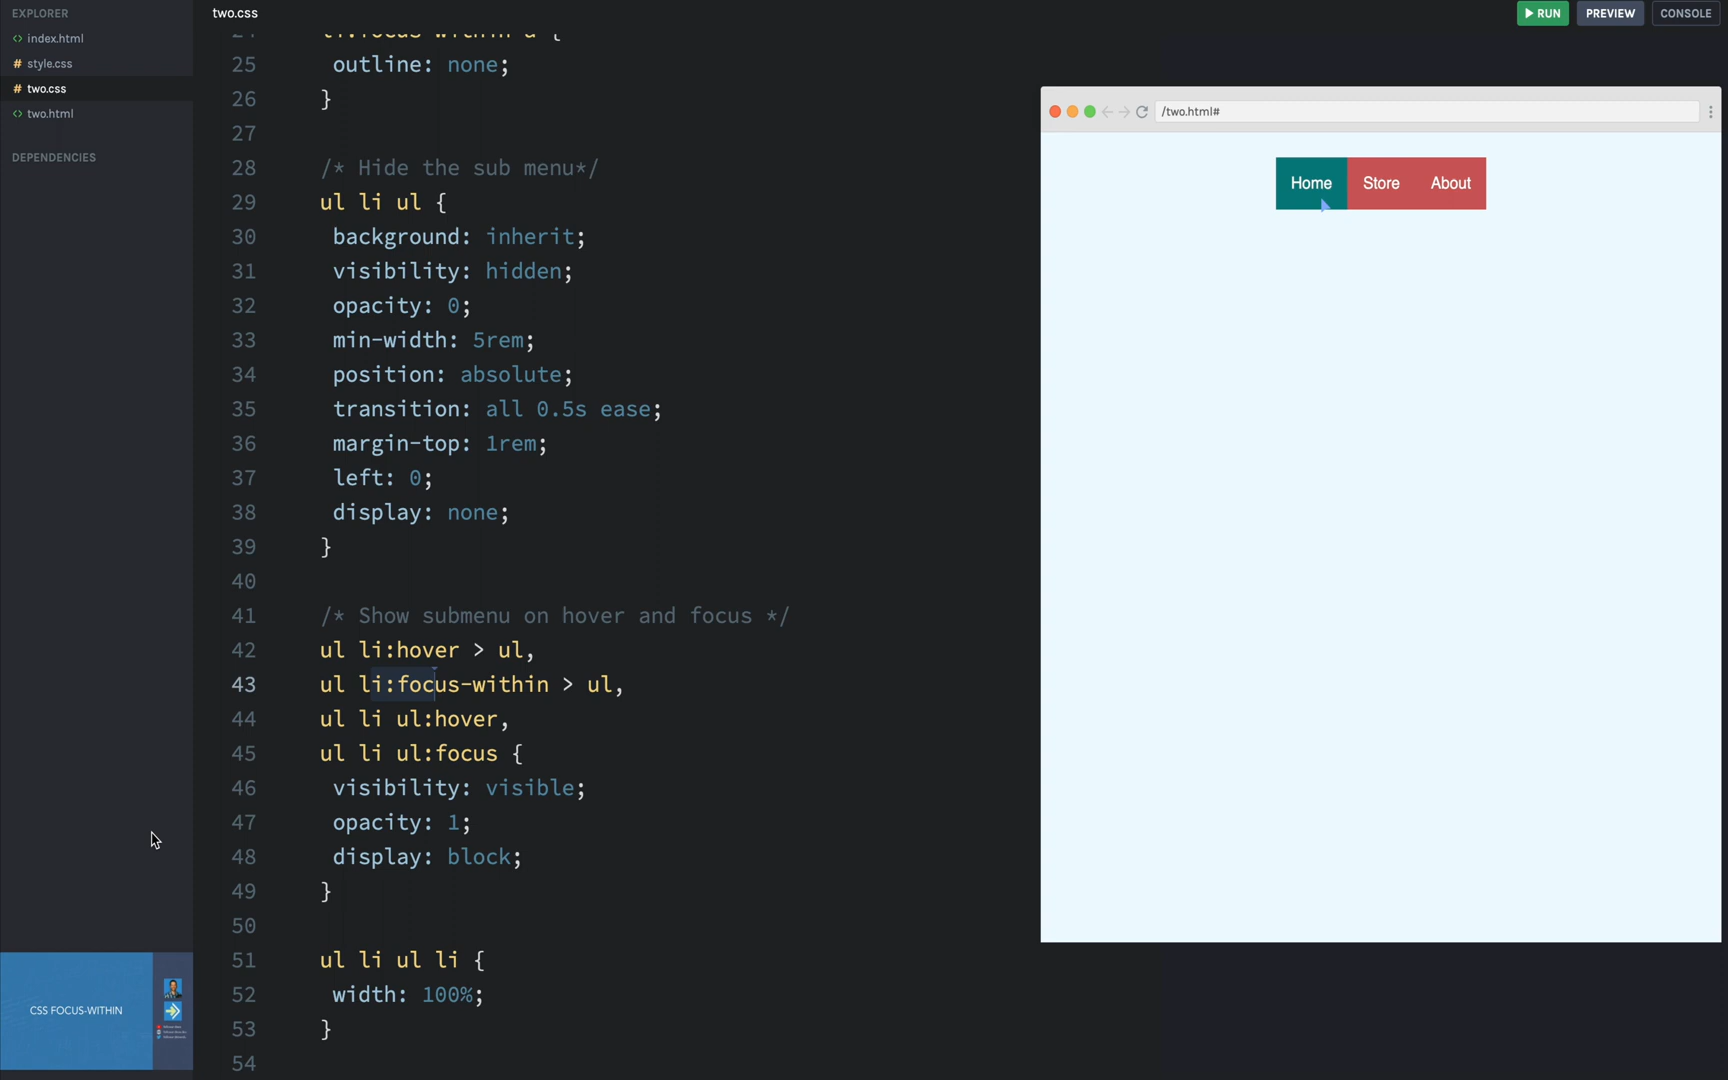 EXPLORER
index.html
# style.css
# two.css
two.html
DEPENDENCIES
two.css
RUN
PREVIEW
CONSOLE
24 li:focus-within a {
25 outline: none;
26 }
27
28 /* Hide the sub menu*/
29 ul li ul {
30 background: inherit;
31 visibility: hidden;
32 opacity: 0;
33 min-width: 5rem;
34 position: absolute;
35 transition: all 0.5s ease;
36 margin-top: 1rem;
37 left: 0;
38 display: none;
39 }
40
41 /* Show submenu on hover and focus */
42 ul li:hover > ul,
43 ul li:focus-within > ul,
44 ul li ul:hover,
45 ul li ul:focus {
46 visibility: visible;
47 opacity: 1;
48 display: block;
49 }
50
51 ul li ul li {
52 width: 100%;
53 }
54
/two.html#
Home Store About
CSS FOCUS-WITHIN